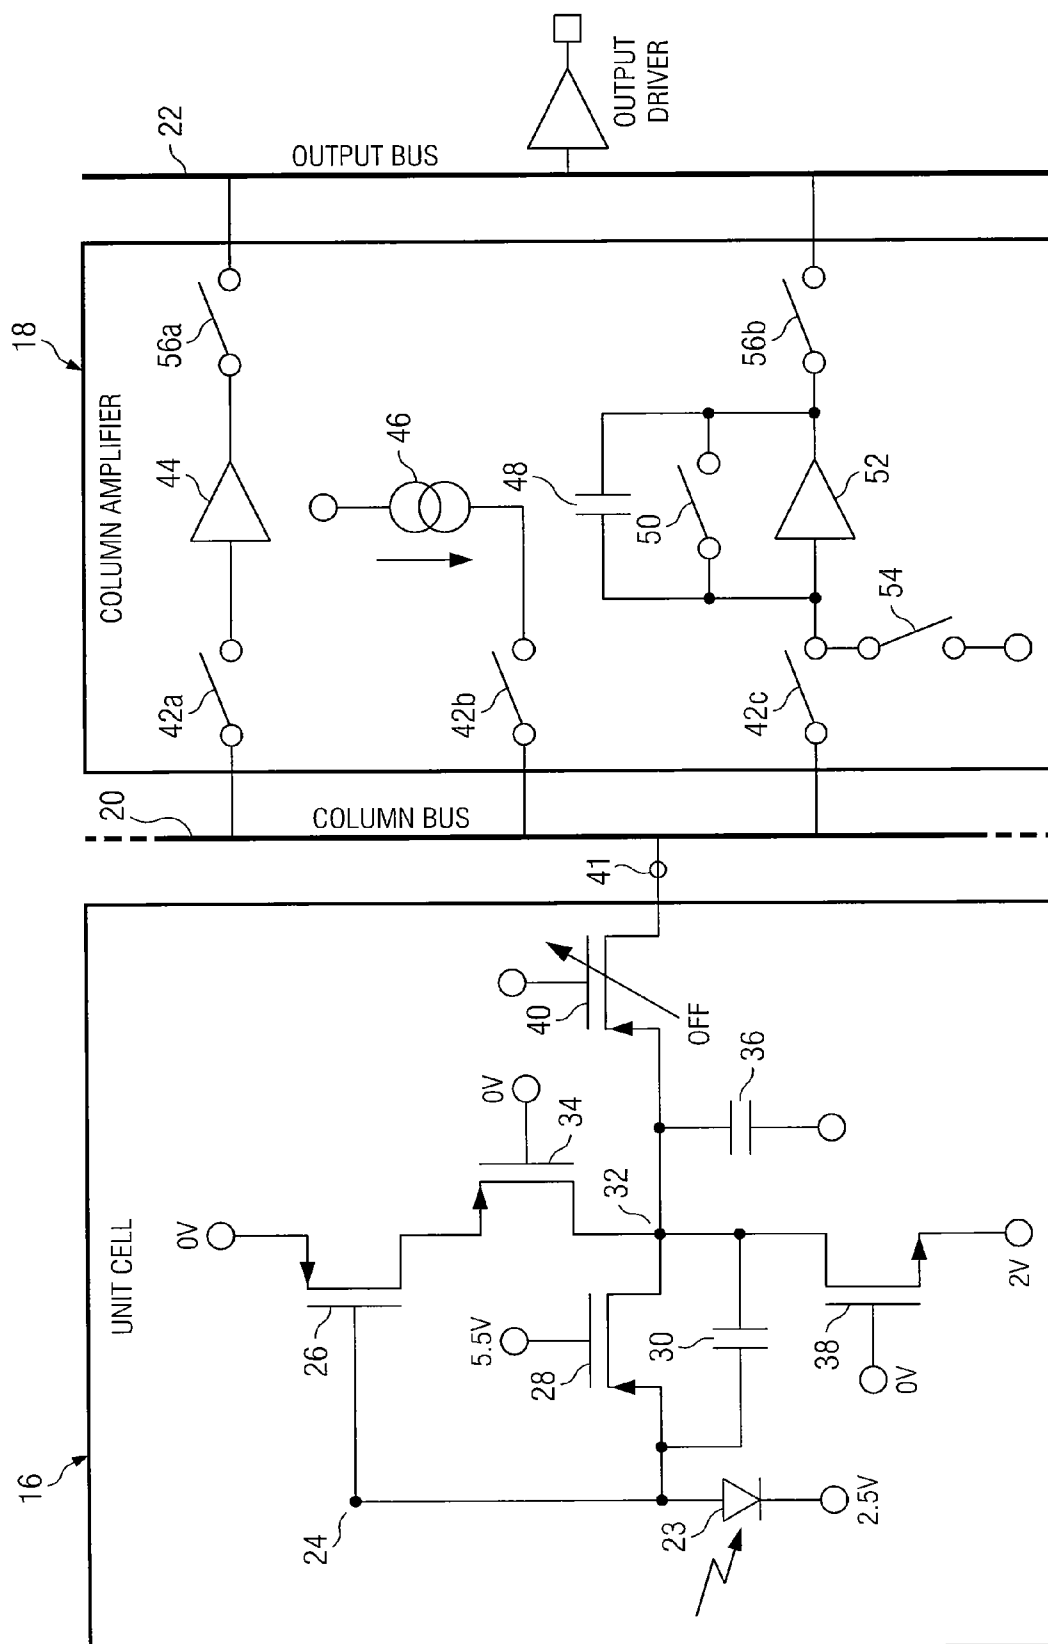 16
UNIT CELL
24
26
0V
34
0V
5.5V
28
30
32
23
2.5V
38
0V
2V
36
40
OFF
41
20
COLUMN BUS
18
COLUMN AMPLIFIER
42a
44
56a
42b
46
42c
48
50
52
54
56b
22
OUTPUT BUS
OUTPUT
DRIVER